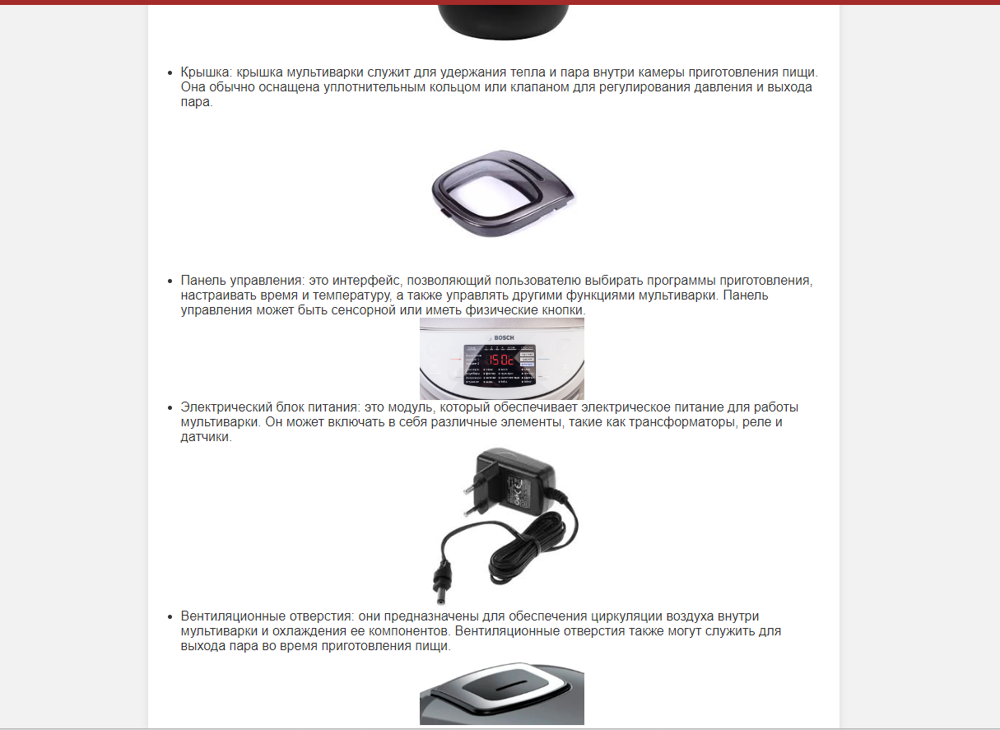 Крышка: крышка мультиварки служит для удержания тепла и пара внутри камеры приготовления пищи.
Она обычно оснащена уплотнительным кольцом или клапаном для регулирования давления и выхода
пара.
Панель управления: это интерфейс, позволяющий пользователю выбирать программы приготовления,
настраивать время и температуру, а также управлять другими функциями мультиварки. Панель
управления может быть сенсорной или иметь физические кнопки.
BOSCH
150c
Электрический блок питания: это модуль, который обеспечивает электрическое питание для работы
мультиварки. Он может включать в себя различные элементы, такие как трансформаторы, реле и
датчики.
Вентиляционные отверстия: они предназначены для обеспечения циркуляции воздуха внутри
мультиварки и охлаждения ее компонентов. Вентиляционные отверстия также могут служить для
выхода пара во время приготовления пищи.